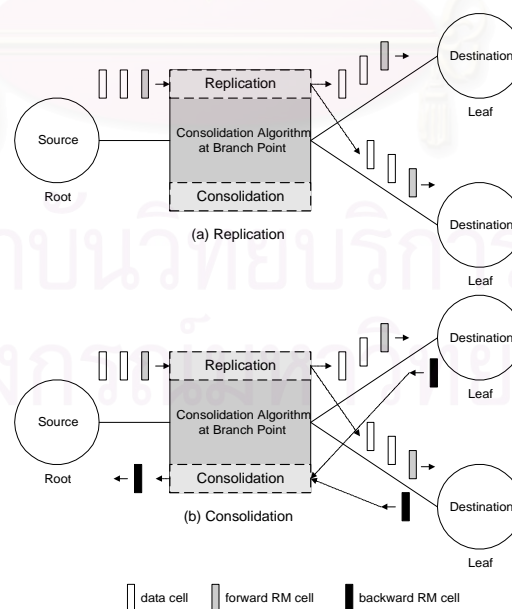 Replication
Destination
Source
Consolidation Algorithm
at Branch Point
Leaf
Root
Consolidation
Destination
(a) Replication
Leaf
Replication
Destination
Source
Consolidation Algorithm
at Branch Point
Leaf
Root
Consolidation
Destination
(b) Consolidation
Leaf
data cell forward RM cell backward RM cell